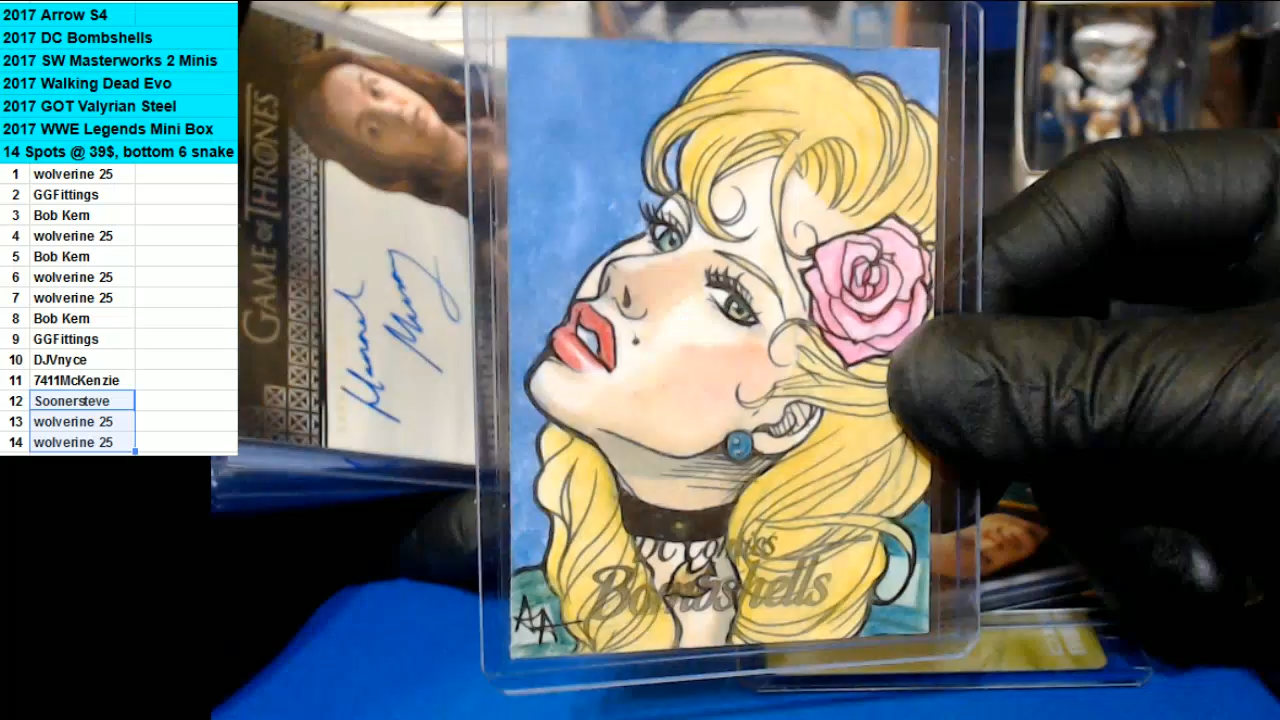 2017 Arrow S4
2017 DC Bombshells
2017 SW Masterworks 2 Minis
2017 Walking Dead Evo
2017 GOT Valyrian Steel
2017 WWE Legends Mini Box
14 Spots @ 39$, bottom 6 snake
1 wolverine 25
2 GGFittings
3 Bob Kern
4 wolverine 25
5 Bob Kern
6 wolverine 25
7 wolverine 25
8 Bob Kern
9 GGFittings
10 DJVnyce
11 7411McKenzie
12 Soonersteve
13 wolverine 25
14 wolverine 25
GAME OF THRONES
DC Comics
Bombshells
AA